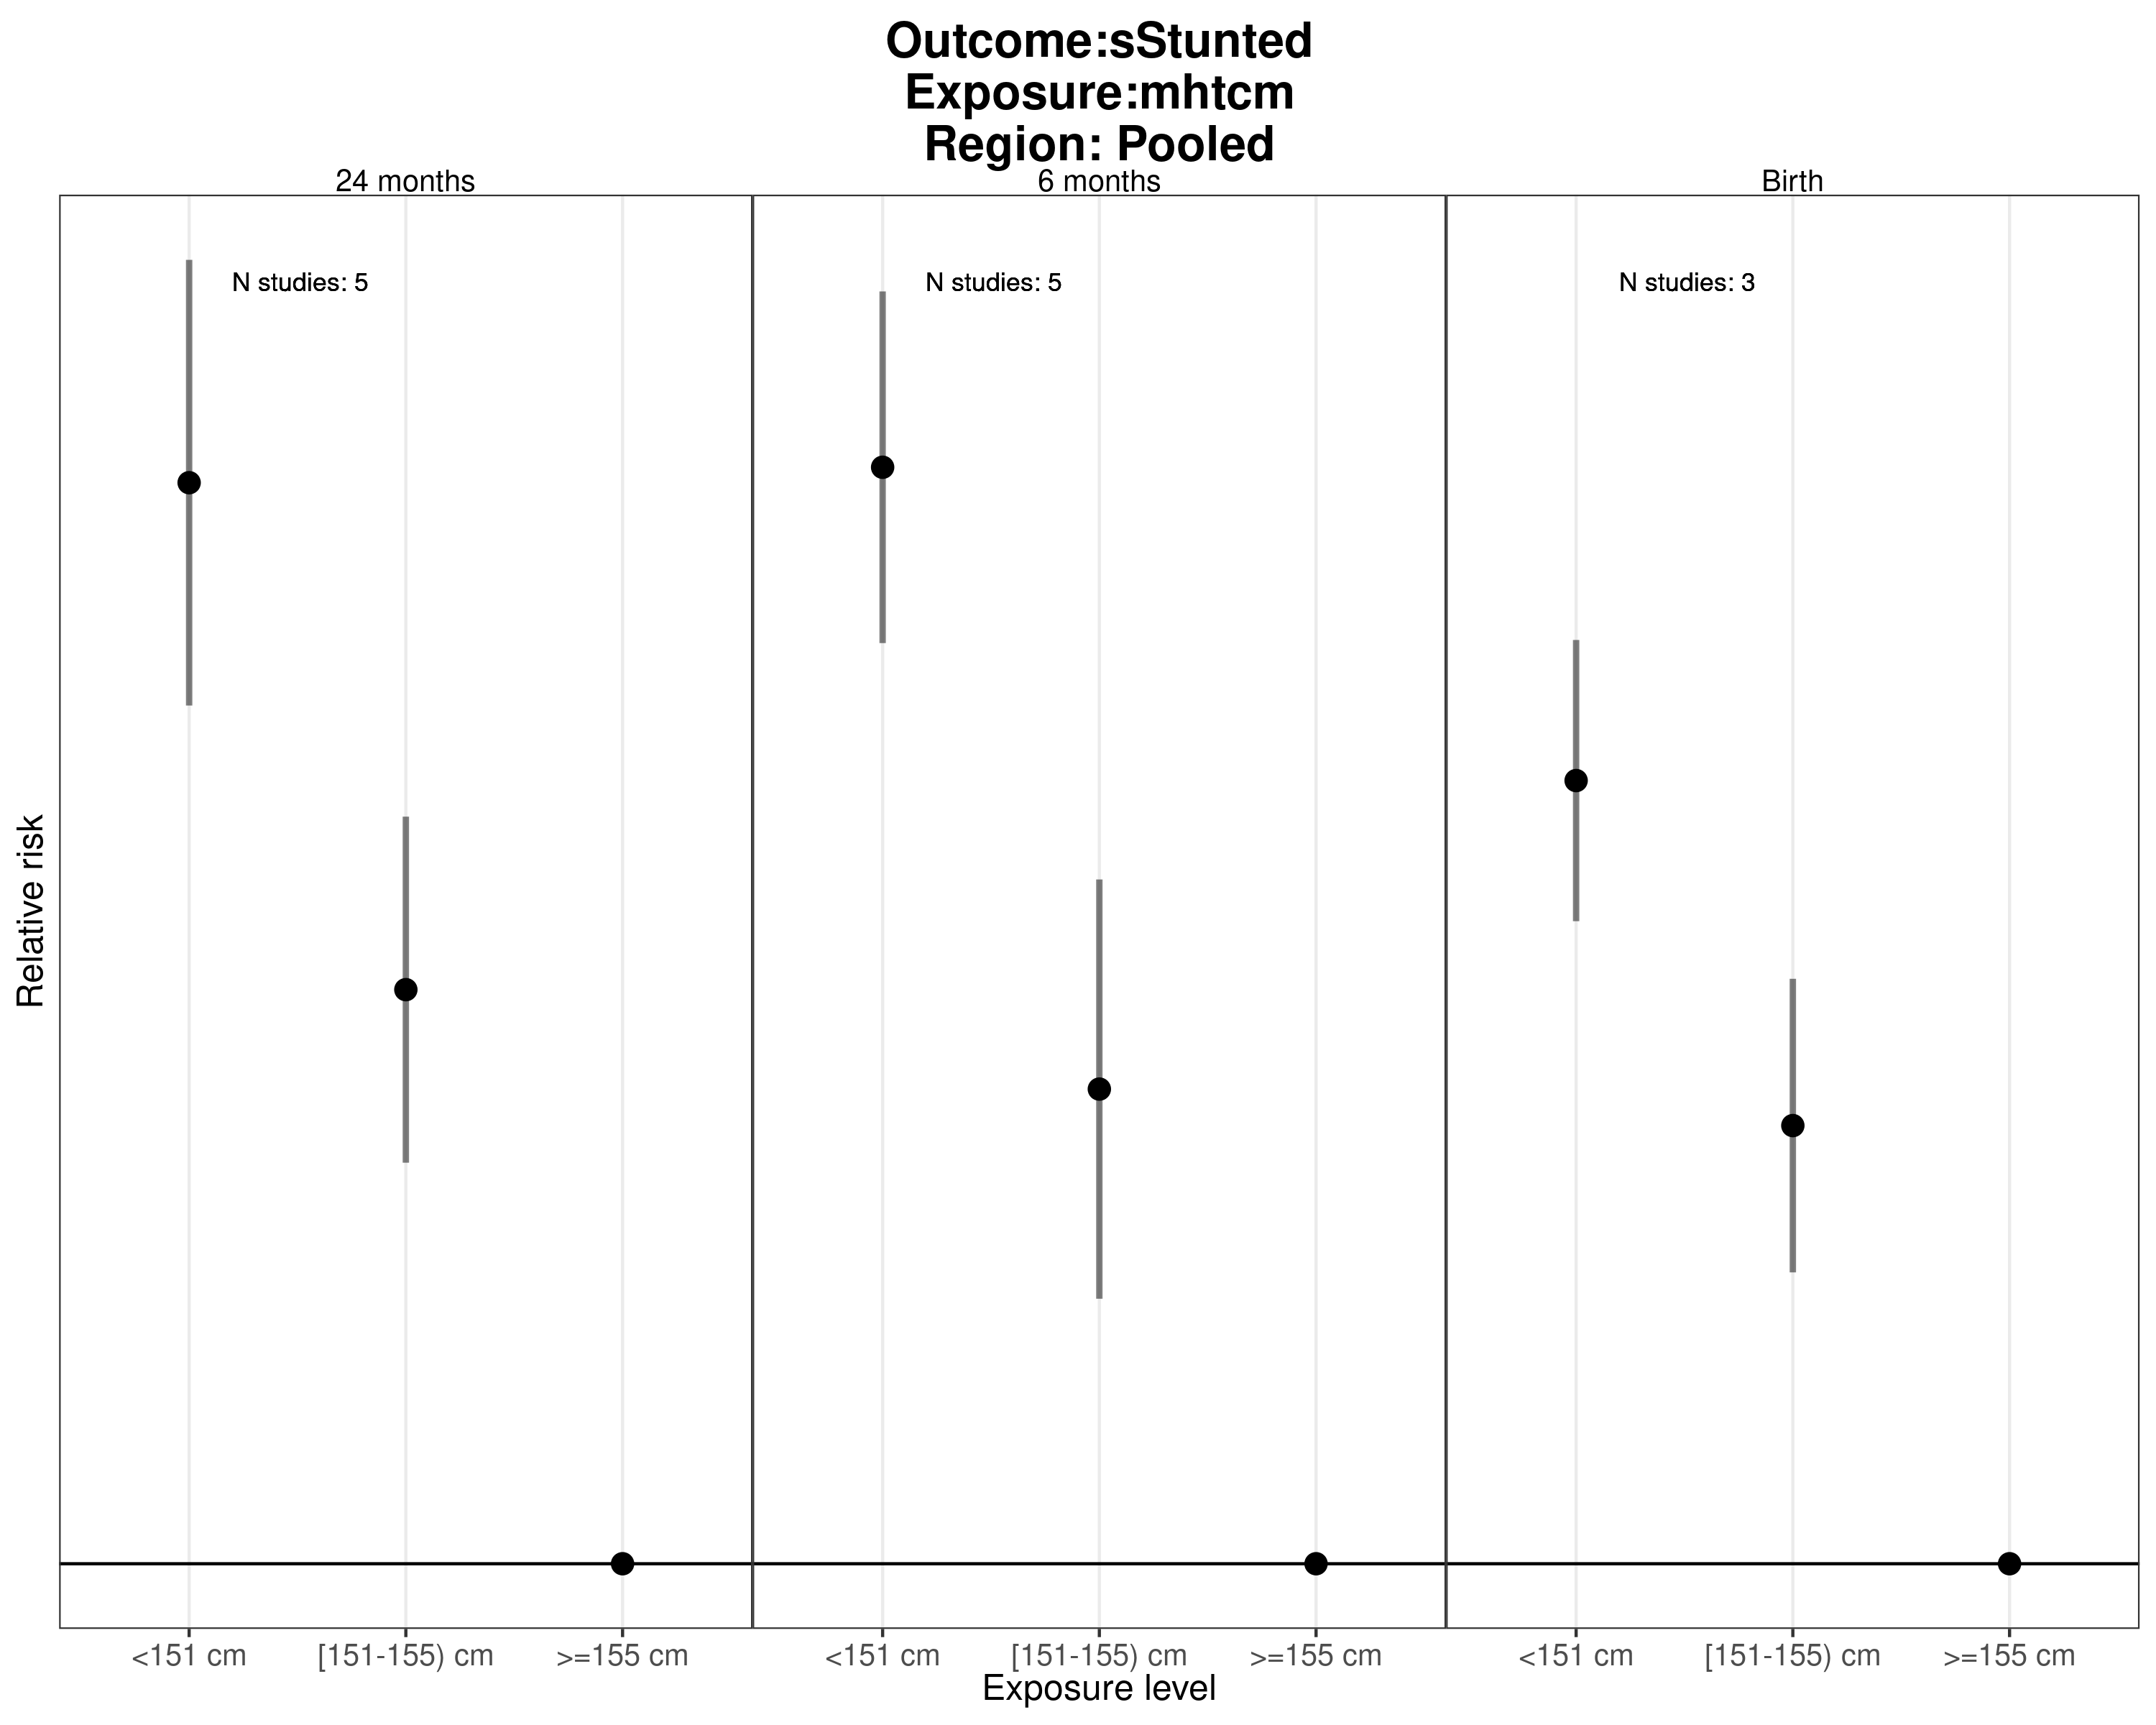 Outcome:sStunted
Exposure:mhtcm
Region: Pooled
24 months
6 months
Birth
N studies: 5
N studies: 5
N studies: 3
Relative risk
<151 cm
[151-155) cm
>=155 cm
<151 cm
[151-155) cm
>=155 cm
<151 cm
[151-155) cm
>=155 cm
Exposure level